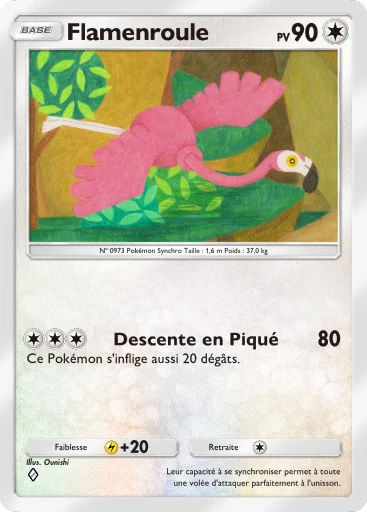 BASE Flamenroule PV 90
N° 0973 Pokémon Synchro Taille : 1,6 m Poids : 37,0 kg
Descente en Piqué 80
Ce Pokémon s'inflige aussi 20 dégâts.
Faiblesse +20 Retraite
Illus. Ounishi
Leur capacité à se synchroniser permet à toute
une volée d'attaquer parfaitement à l'unisson.